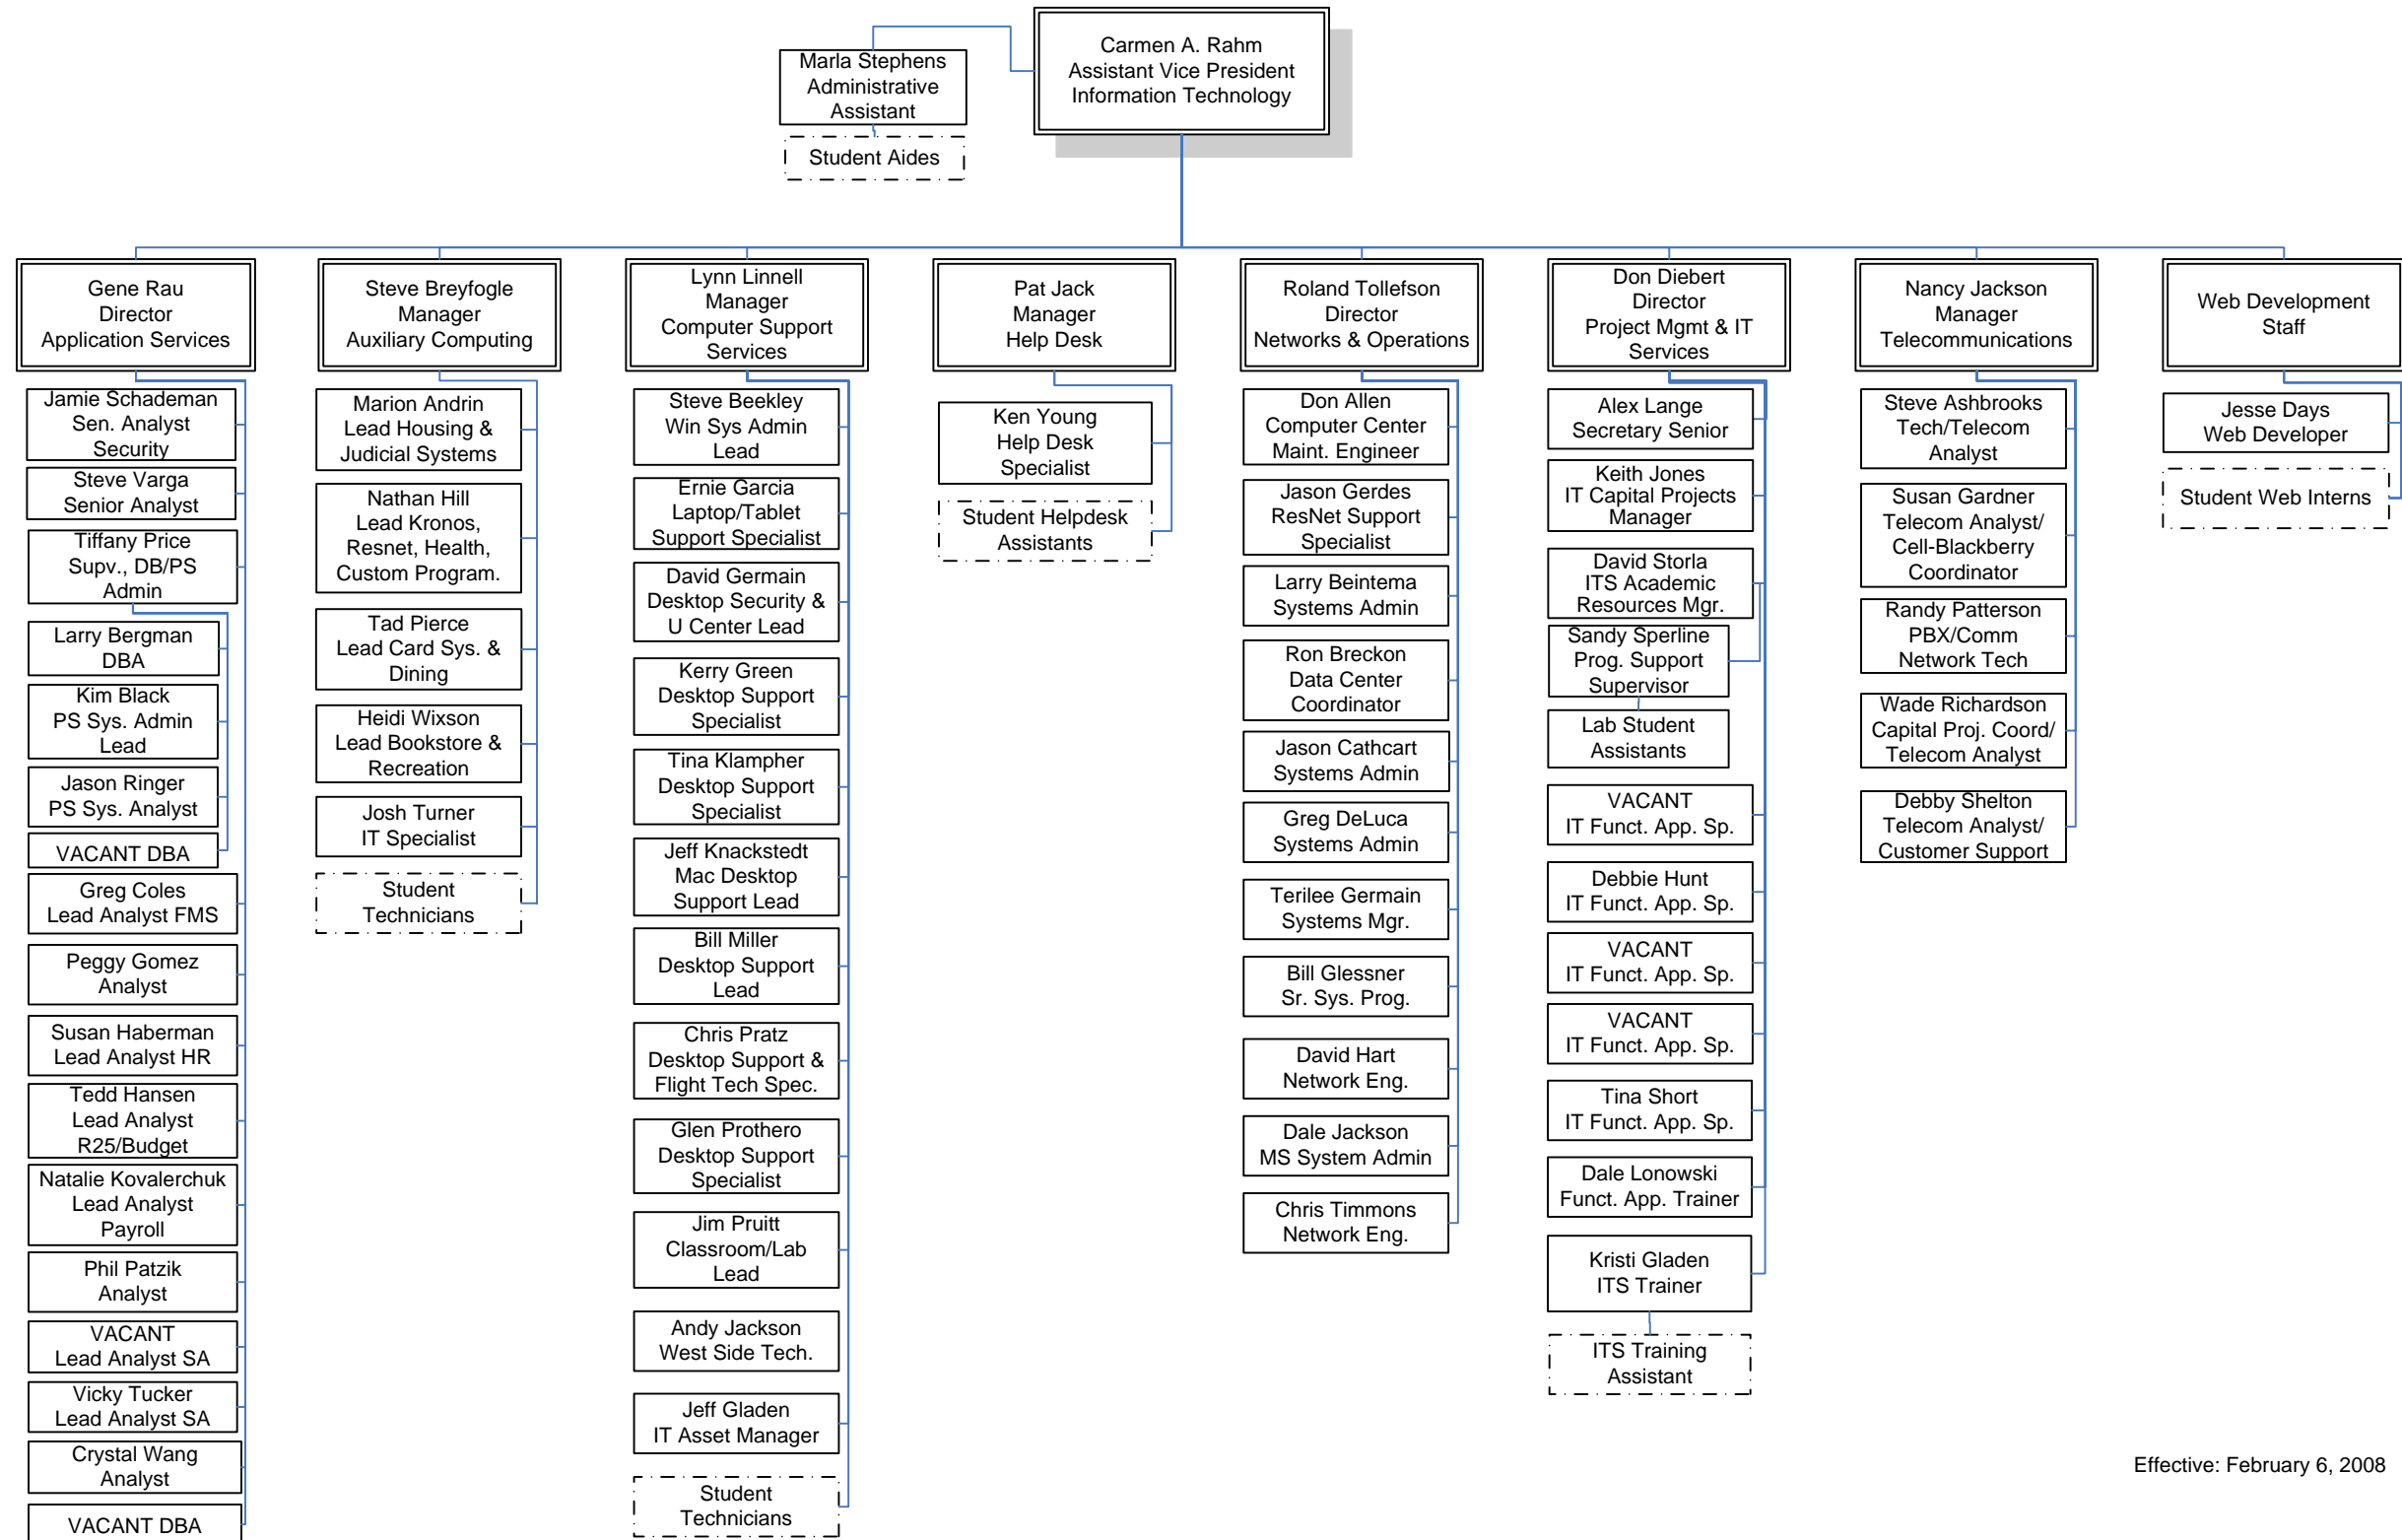 Carmen A. Rahm
Assistant Vice President
Information Technology
Marla Stephens
Administrative
Assistant
Student Aides
Gene Rau
Director
Application Services
Jamie Schademan
Sen. Analyst
Security
Steve Varga
Senior Analyst
Tiffany Price
Supv., DB/PS
Admin
Larry Bergman
DBA
Kim Black
PS Sys. Admin
Lead
Jason Ringer
PS Sys. Analyst
VACANT DBA
Greg Coles
Lead Analyst FMS
Peggy Gomez
Analyst
Susan Haberman
Lead Analyst HR
Tedd Hansen
Lead Analyst
R25/Budget
Natalie Kovalerchuk
Lead Analyst
Payroll
Phil Patzik
Analyst
VACANT
Lead Analyst SA
Vicky Tucker
Lead Analyst SA
Crystal Wang
Analyst
VACANT DBA
Steve Breyfogle
Manager
Auxiliary Computing
Marion Andrin
Lead Housing &
Judicial Systems
Nathan Hill
Lead Kronos,
Resnet, Health,
Custom Program.
Tad Pierce
Lead Card Sys. &
Dining
Heidi Wixson
Lead Bookstore &
Recreation
Josh Turner
IT Specialist
Student
Technicians
Lynn Linnell
Manager
Computer Support
Services
Steve Beekley
Win Sys Admin
Lead
Ernie Garcia
Laptop/Tablet
Support Specialist
David Germain
Desktop Security &
U Center Lead
Kerry Green
Desktop Support
Specialist
Tina Klampher
Desktop Support
Specialist
Jeff Knackstedt
Mac Desktop
Support Lead
Bill Miller
Desktop Support
Lead
Chris Pratz
Desktop Support &
Flight Tech Spec.
Glen Prothero
Desktop Support
Specialist
Jim Pruitt
Classroom/Lab
Lead
Andy Jackson
West Side Tech.
Jeff Gladen
IT Asset Manager
Student
Technicians
Pat Jack
Manager
Help Desk
Ken Young
Help Desk
Specialist
Student Helpdesk
Assistants
Roland Tollefson
Director
Networks & Operations
Don Allen
Computer Center
Maint. Engineer
Jason Gerdes
ResNet Support
Specialist
Larry Beintema
Systems Admin
Ron Breckon
Data Center
Coordinator
Jason Cathcart
Systems Admin
Greg DeLuca
Systems Admin
Terilee Germain
Systems Mgr.
Bill Glessner
Sr. Sys. Prog.
David Hart
Network Eng.
Dale Jackson
MS System Admin
Chris Timmons
Network Eng.
Don Diebert
Director
Project Mgmt & IT
Services
Alex Lange
Secretary Senior
Keith Jones
IT Capital Projects
Manager
David Storla
ITS Academic
Resources Mgr.
Sandy Sperline
Prog. Support
Supervisor
Lab Student
Assistants
VACANT
IT Funct. App. Sp.
Debbie Hunt
IT Funct. App. Sp.
VACANT
IT Funct. App. Sp.
VACANT
IT Funct. App. Sp.
Tina Short
IT Funct. App. Sp.
Dale Lonowski
Funct. App. Trainer
Kristi Gladen
ITS Trainer
ITS Training
Assistant
Nancy Jackson
Manager
Telecommunications
Steve Ashbrooks
Tech/Telecom
Analyst
Susan Gardner
Telecom Analyst/
Cell-Blackberry
Coordinator
Randy Patterson
PBX/Comm
Network Tech
Wade Richardson
Capital Proj. Coord/
Telecom Analyst
Debby Shelton
Telecom Analyst/
Customer Support
Web Development
Staff
Jesse Days
Web Developer
Student Web Interns
Effective: February 6, 2008